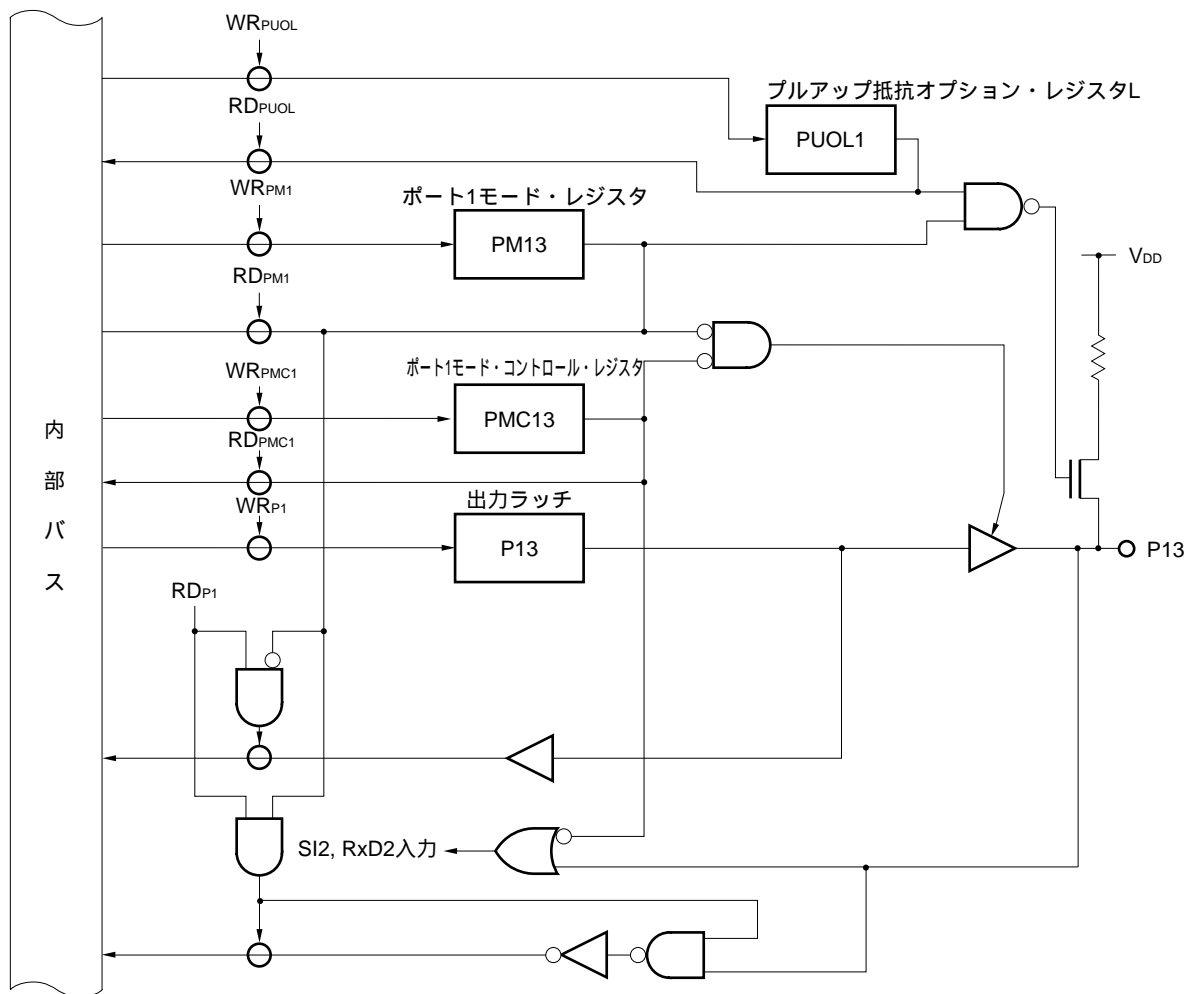 WRPUOL
プルアップ抵抗オプション・レジスタL
RDPUOL
PUOL1
WRPM1
ポート1モード・レジスタ
PM13
VDD
RDPM1
ポート1モード・コントロール・レジスタ
WRPMC1
PMC13
内部バス
RDPMC1
WRP1
出力ラッチ
P13
P13
RDP1
SI2, RxD2入力